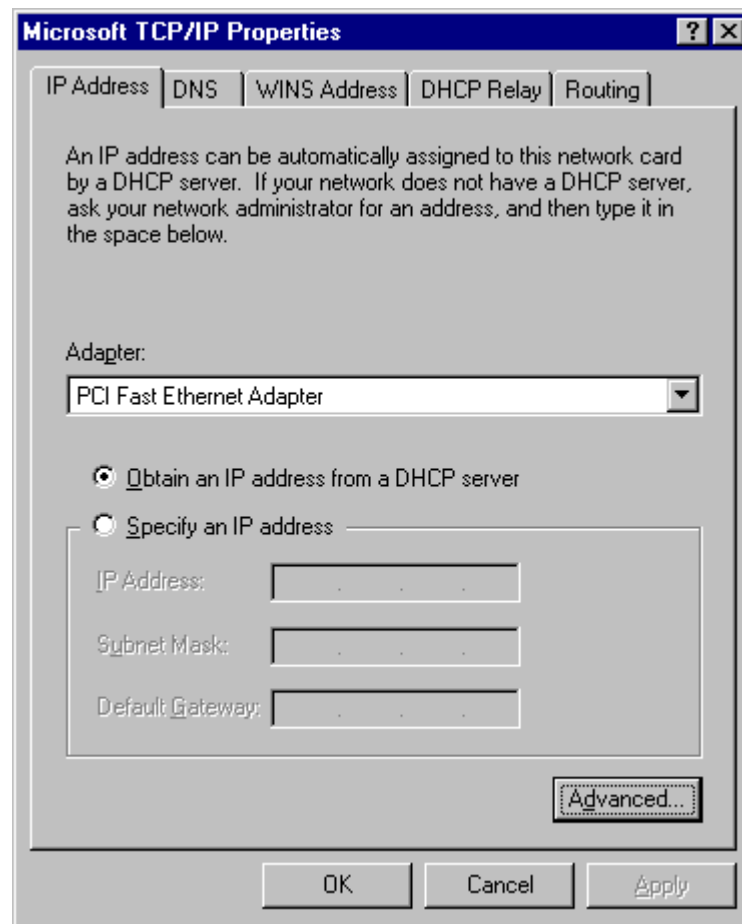 Microsoft TCP/IP Properties
IP Address DNS WINS Address DHCP Relay Routing
An IP address can be automatically assigned to this network card
by a DHCP server. If your network does not have a DHCP server,
ask your network administrator for an address, and then type it in
the space below.
Adapter:
PCI Fast Ethernet Adapter
Obtain an IP address from a DHCP server
Specify an IP address
IP Address:
Subnet Mask:
Default Gateway:
Advanced...
OK Cancel Apply